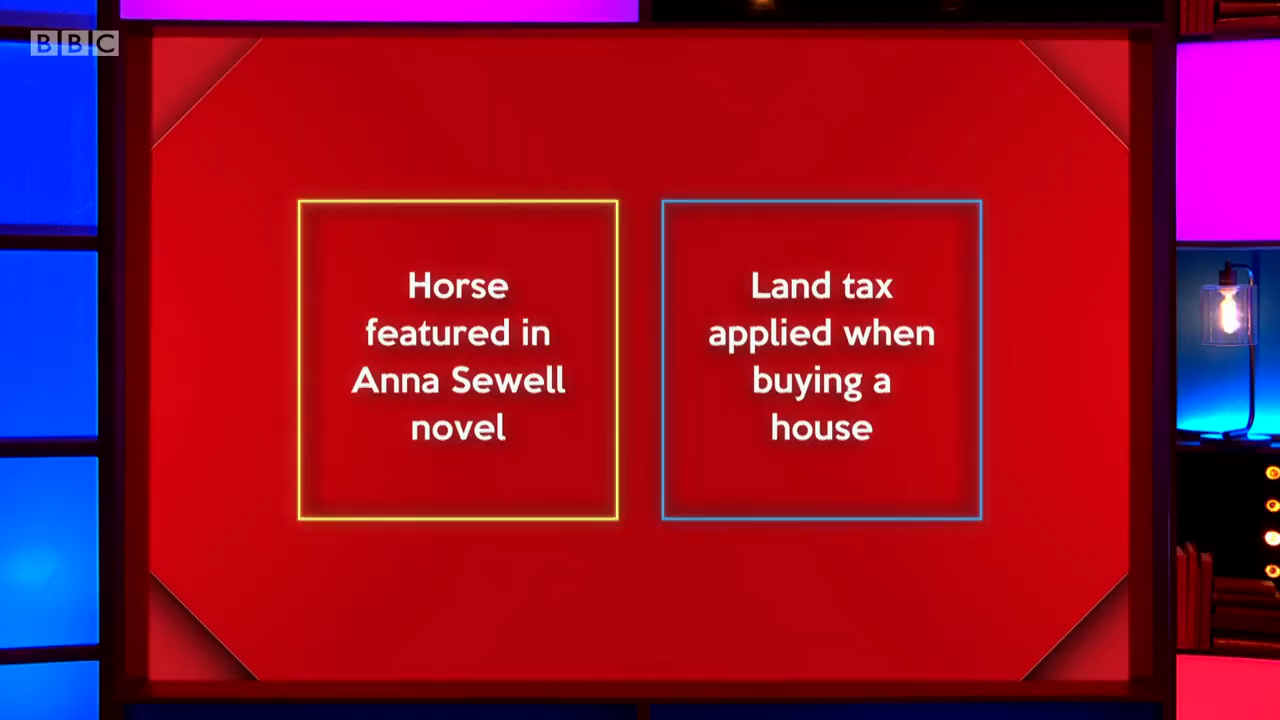 BBC
Horse
featured in
Anna Sewell
novel
Land tax
applied when
buying a
house